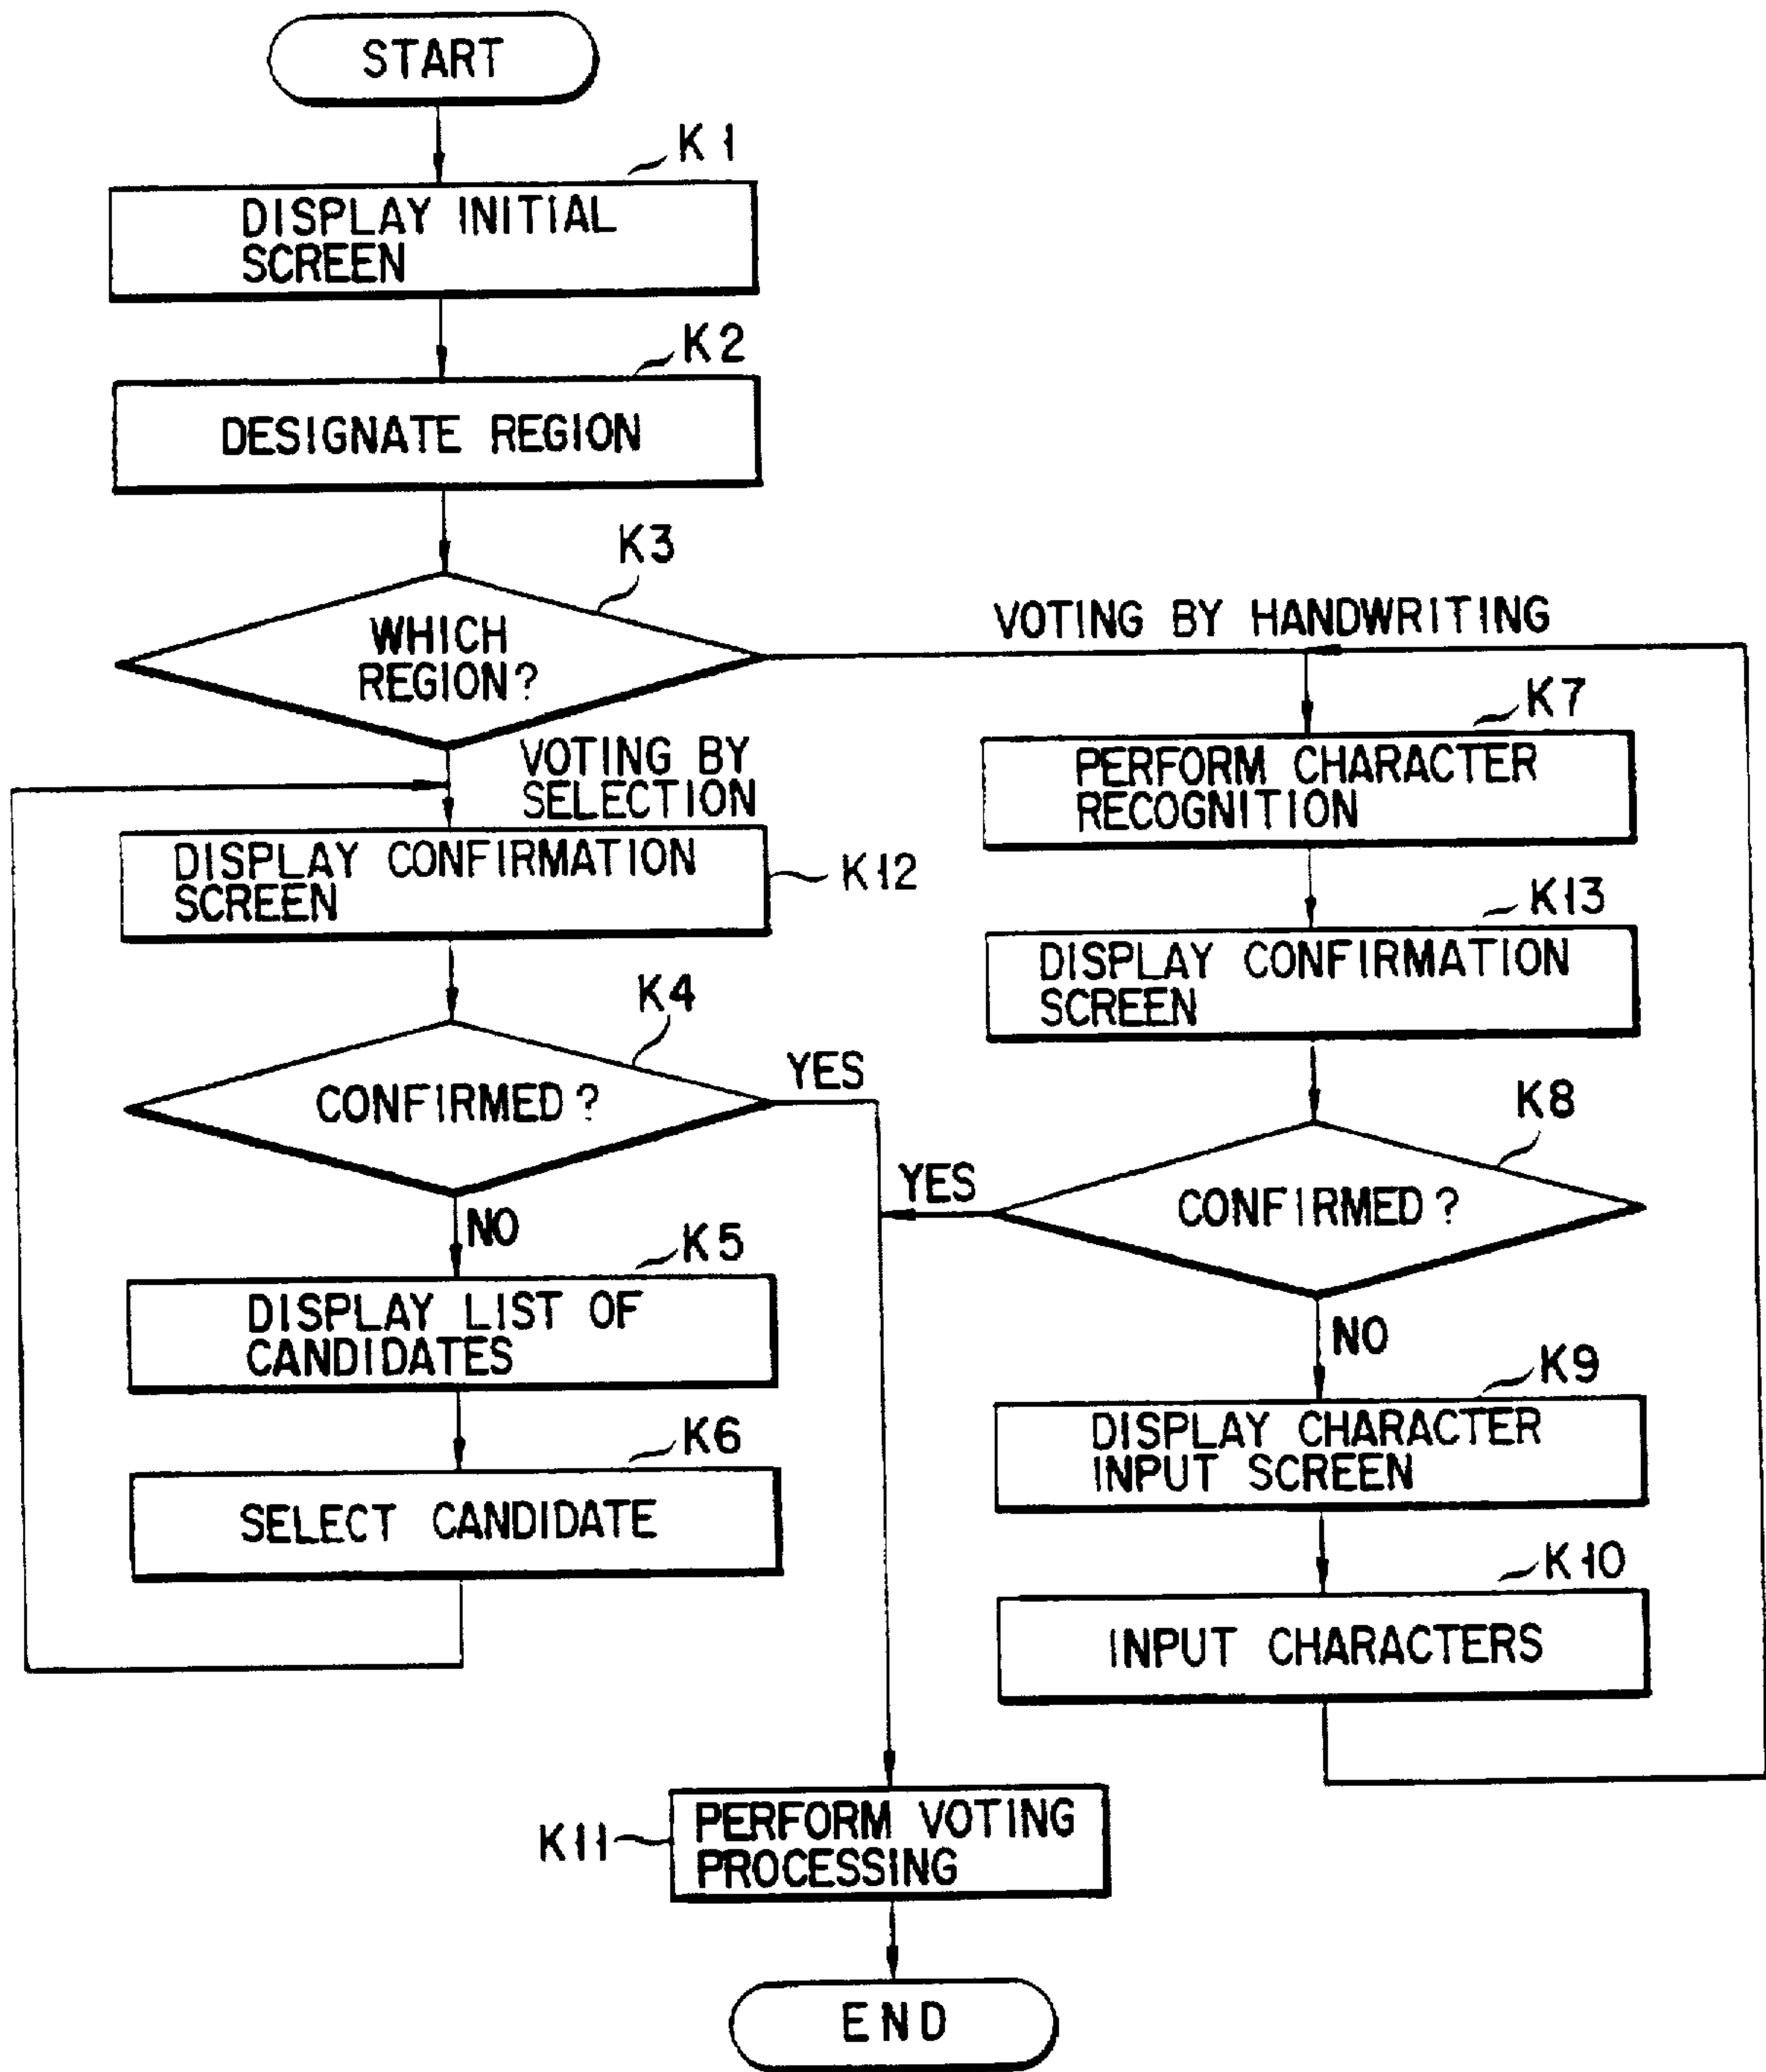 START
K1
DISPLAY INITIAL
SCREEN
K2
DESIGNATE REGION
K3
WHICH
REGION?
VOTING BY HANDWRITING
VOTING BY
SELECTION
K7
PERFORM CHARACTER
RECOGNITION
DISPLAY CONFIRMATION
SCREEN
K12
K13
DISPLAY CONFIRMATION
SCREEN
K4
CONFIRMED?
YES
K8
CONFIRMED?
YES
NO
K5
DISPLAY LIST OF
CANDIDATES
NO
K9
DISPLAY CHARACTER
INPUT SCREEN
K6
SELECT CANDIDATE
K10
INPUT CHARACTERS
K11
PERFORM VOTING
PROCESSING
END